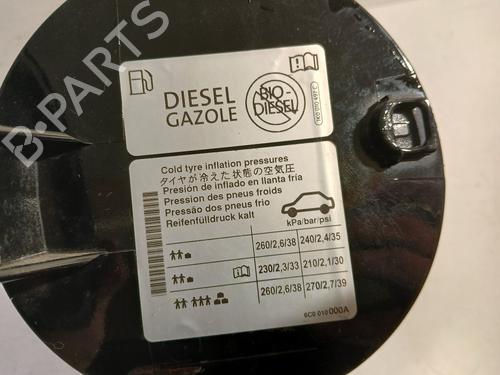 B-PARTS
DIESEL
GAZOLE
BIO-
DIESEL
1K0 010 497 C
Cold tyre inflation pressures
タイヤが冷えた状態の空気圧
Presión de inflado en llanta fría
Pression des pneus froids
Pressão dos pneus frio
Reifenfülldruck kalt
kPa/bar/psi
260/2,6/38 240/2,4/35
230/2,3/33 210/2,1/30
260/2,6/38 270/2,7/39
6C0 010 000A